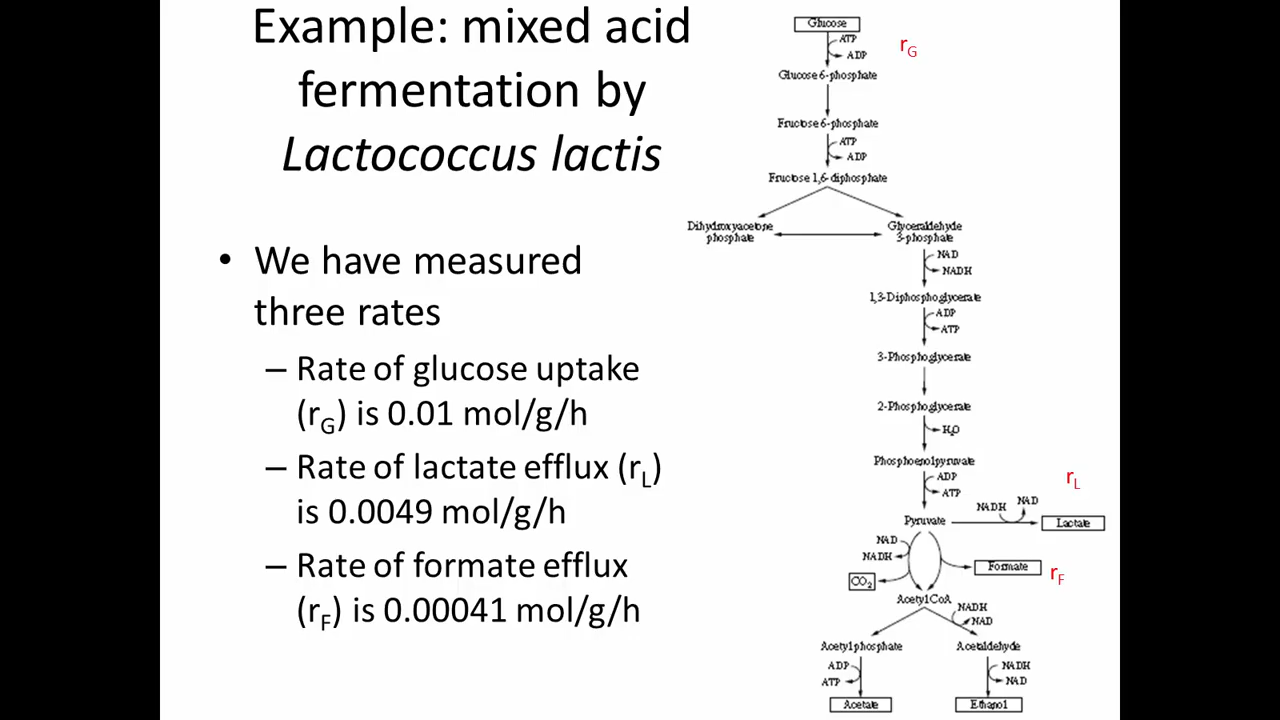 Example: mixed acid
fermentation by
Lactococcus lactis
• We have measured
three rates
– Rate of glucose uptake
(rG) is 0.01 mol/g/h
– Rate of lactate efflux (rL)
is 0.0049 mol/g/h
– Rate of formate efflux
(rF) is 0.00041 mol/g/h
Glucose
rG
ATP
ADP
Glucose 6-phosphate
Fructose 6-phosphate
ATP
ADP
Fructose 1,6-diphosphate
Dihydroxyacetone
phosphate
Glyceraldehyde
3-phosphate
NAD
NADH
1,3-Diphosphoglycerate
ADP
ATP
3-Phosphoglycerate
2-Phosphoglycerate
H2O
Phosphoenolpyruvate
ADP
ATP
rL
Pyruvate
NADH
NAD
Lactate
NAD
NADH
CO2
Formate
rF
Acetyl CoA
NADH
NAD
Acetyl phosphate
Acetaldehyde
ADP
ATP
NADH
NAD
Acetate
Ethanol